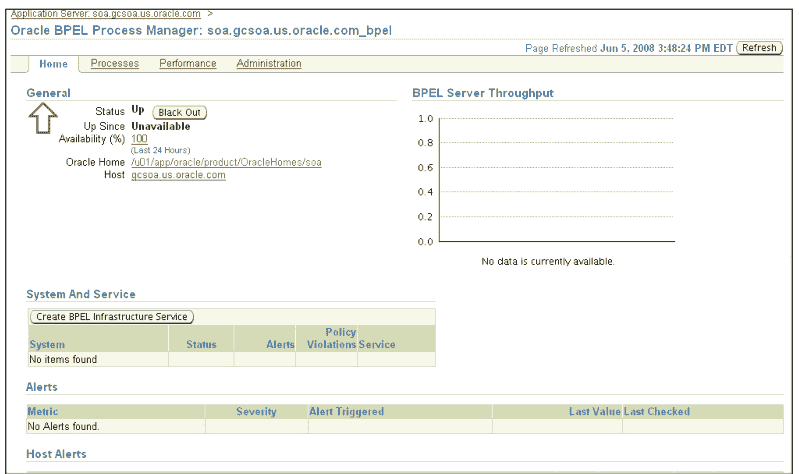 Application Server: soa.gcsoa.us.oracle.com >
Oracle BPEL Process Manager: soa.gcsoa.us.oracle.com_bpel
Page Refreshed Jun 5, 2008 3:48:24 PM EDT Refresh
Home Processes Performance Administration
General
Status Up Black Out
Up Since Unavailable
Availability (%) 100
(Last 24 Hours)
Oracle Home /u01/app/oracle/product/OracleHomes/soa
Host gcsoa.us.oracle.com
BPEL Server Throughput
1.0
0.8
0.6
0.4
0.2
0.0
No data is currently available.
System And Service
Create BPEL Infrastructure Service
System Status Alerts Policy Violations Service
No items found
Alerts
Metric Severity Alert Triggered Last Value Last Checked
No Alerts found.
Host Alerts